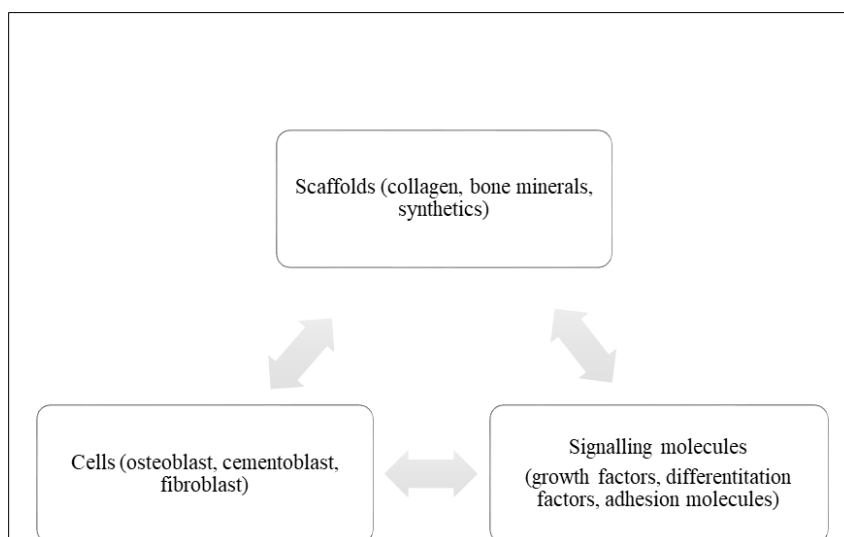 Scaffolds (collagen, bone minerals,
synthetics)
Cells (osteoblast, cementoblast,
fibroblast)
Signalling molecules
(growth factors, differentitation
factors, adhesion molecules)